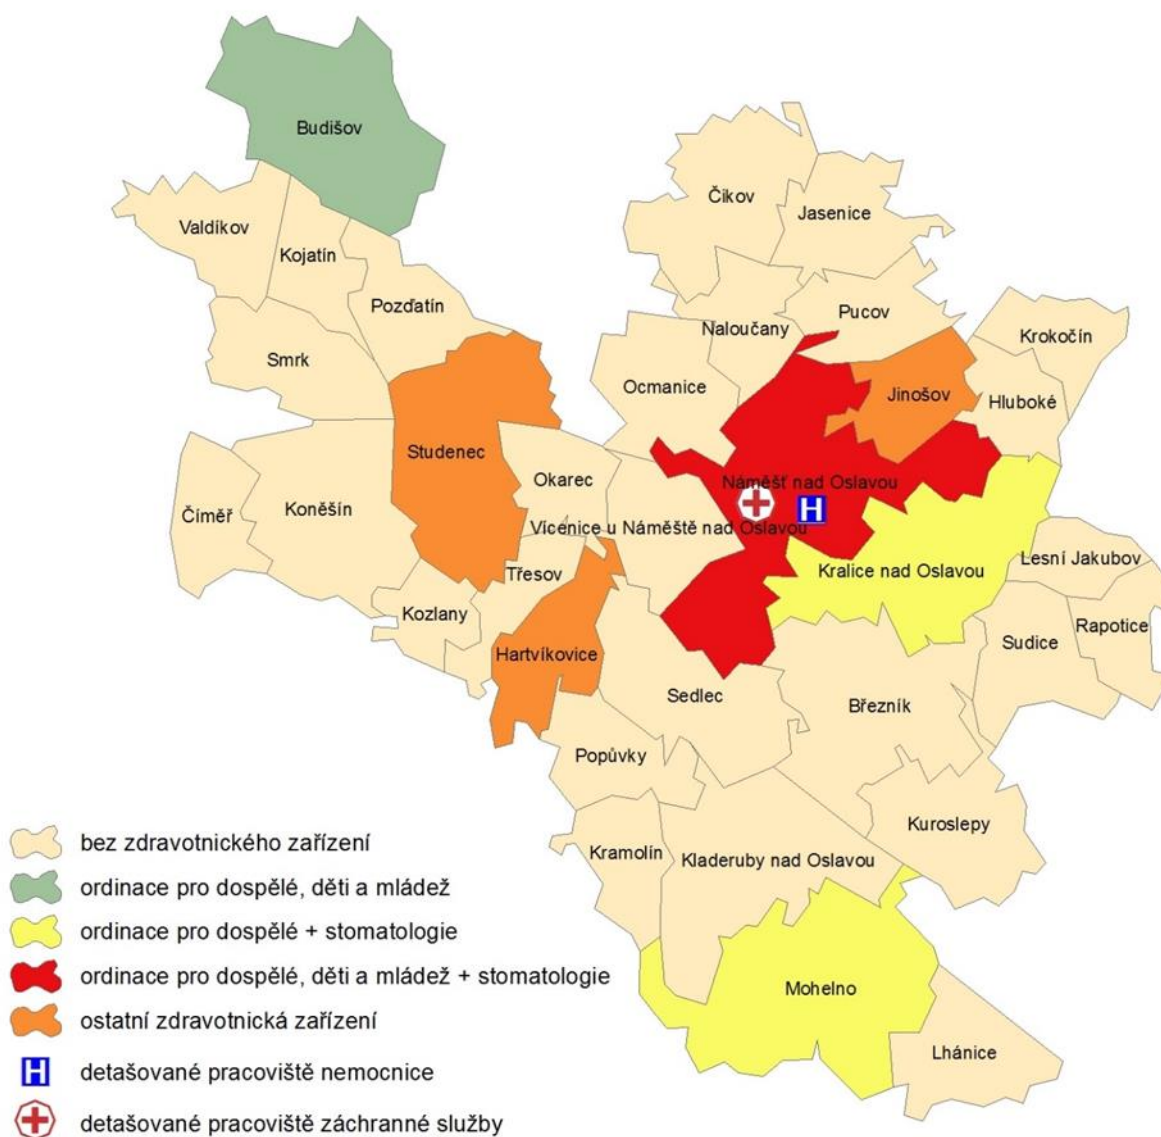 Budišov
Čikov
Jasenice
Valdíkov
Kojatín
Pozďatín
Naloučany
Pucov
Krokočín
Smrk
Ocmanice
Jinošov
Hluboké
Studenec
Okarec
Náměšť nad Oslavou
H
Čiměř
Koněšín
Vícenice u Náměště nad Oslavou
Třesov
Kralice nad Oslavou
Lesní Jakubov
Kozlany
Rapotice
Sudice
Hartvíkovice
Sedlec
Březník
Popůvky
Kuroslepy
Kramolín
Kladeruby nad Oslavou
Mohelno
Lhánice
bez zdravotnického zařízení
ordinace pro dospělé, děti a mládež
ordinace pro dospělé + stomatologie
ordinace pro dospělé, děti a mládež + stomatologie
ostatní zdravotnická zařízení
H detašované pracoviště nemocnice
detašované pracoviště záchranné služby